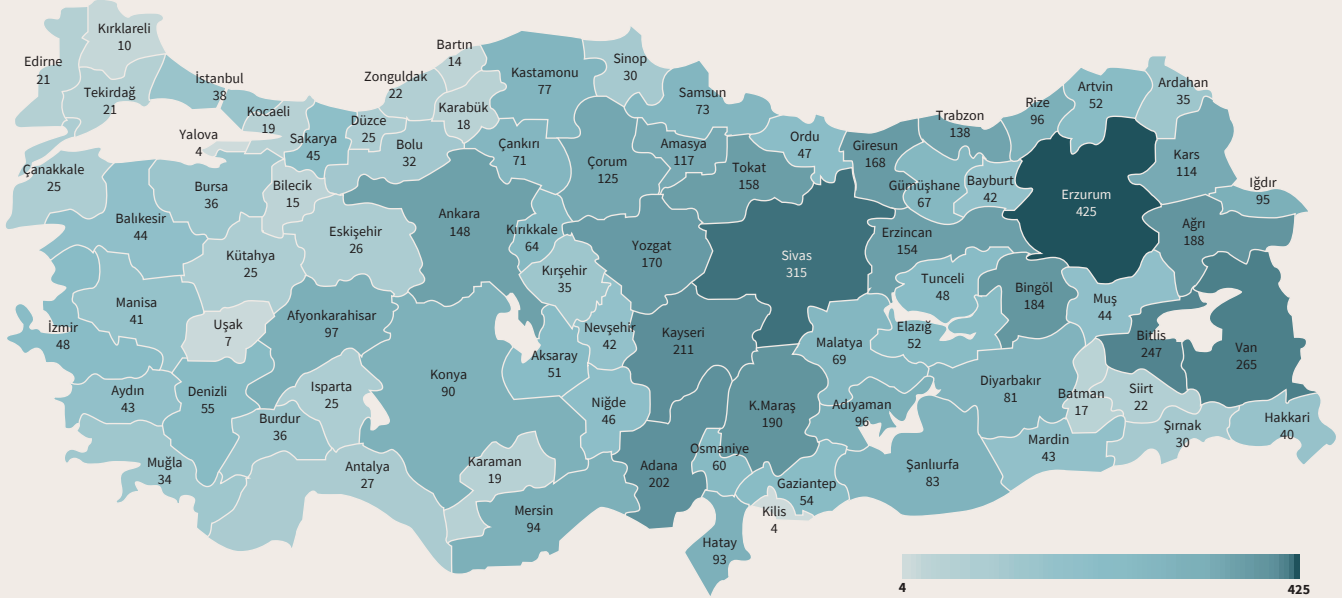 Kırklareli
10
Edirne
21
Tekirdağ
21
İstanbul
38
Kocaeli
19
Yalova
4
Sakarya
45
Düzce
25
Zonguldak
22
Bartın
14
Karabük
18
Bolu
32
Kastamonu
77
Sinop
30
Samsun
73
Çankırı
71
Çorum
125
Amasya
117
Tokat
158
Ordu
47
Giresun
168
Trabzon
138
Rize
96
Artvin
52
Ardahan
35
Gümüşhane
67
Bayburt
42
Erzurum
425
Kars
114
Iğdır
95
Ağrı
188
Çanakkale
25
Balıkesir
44
Bursa
36
Bilecik
15
Kütahya
25
Eskişehir
26
Ankara
148
Kırıkkale
64
Kırşehir
35
Yozgat
170
Sivas
315
Erzincan
154
Tunceli
48
Bingöl
184
Muş
44
Bitlis
247
Van
265
İzmir
48
Manisa
41
Uşak
7
Afyonkarahisar
97
Konya
90
Aksaray
51
Nevşehir
42
Kayseri
211
Malatya
69
Elazığ
52
Diyarbakır
81
Batman
17
Siirt
22
Şırnak
30
Hakkari
40
Aydın
43
Denizli
55
Isparta
25
Burdur
36
Muğla
34
Antalya
27
Karaman
19
Mersin
94
Niğde
46
Adana
202
Osmaniye
60
K.Maraş
190
Adıyaman
96
Gaziantep
54
Kilis
4
Hatay
93
Şanlıurfa
83
Mardin
43
4
425